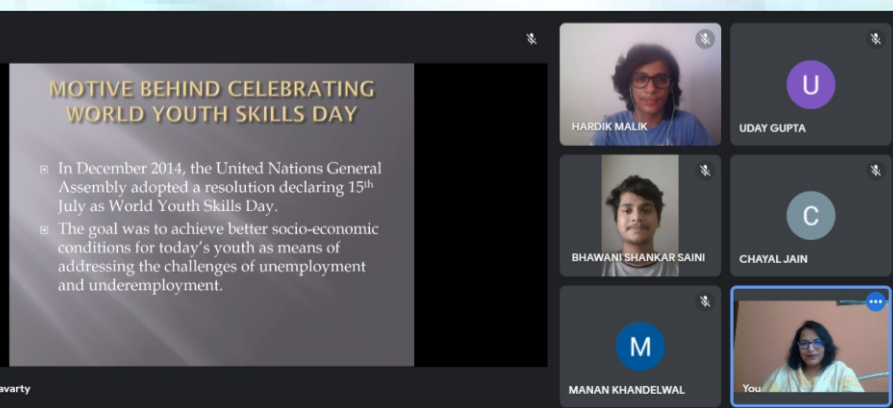 MOTIVE BEHIND CELEBRATING
WORLD YOUTH SKILLS DAY
In December 2014, the United Nations General
Assembly adopted a resolution declaring 15th
July as World Youth Skills Day.
The goal was to achieve better socio-economic
conditions for today's youth as means of
addressing the challenges of unemployment
and underemployment.
avarty
HARDIK MALIK
U
UDAY GUPTA
BHAWANI SHANKAR SAINI
C
CHAYAL JAIN
M
MANAN KHANDELWAL
You